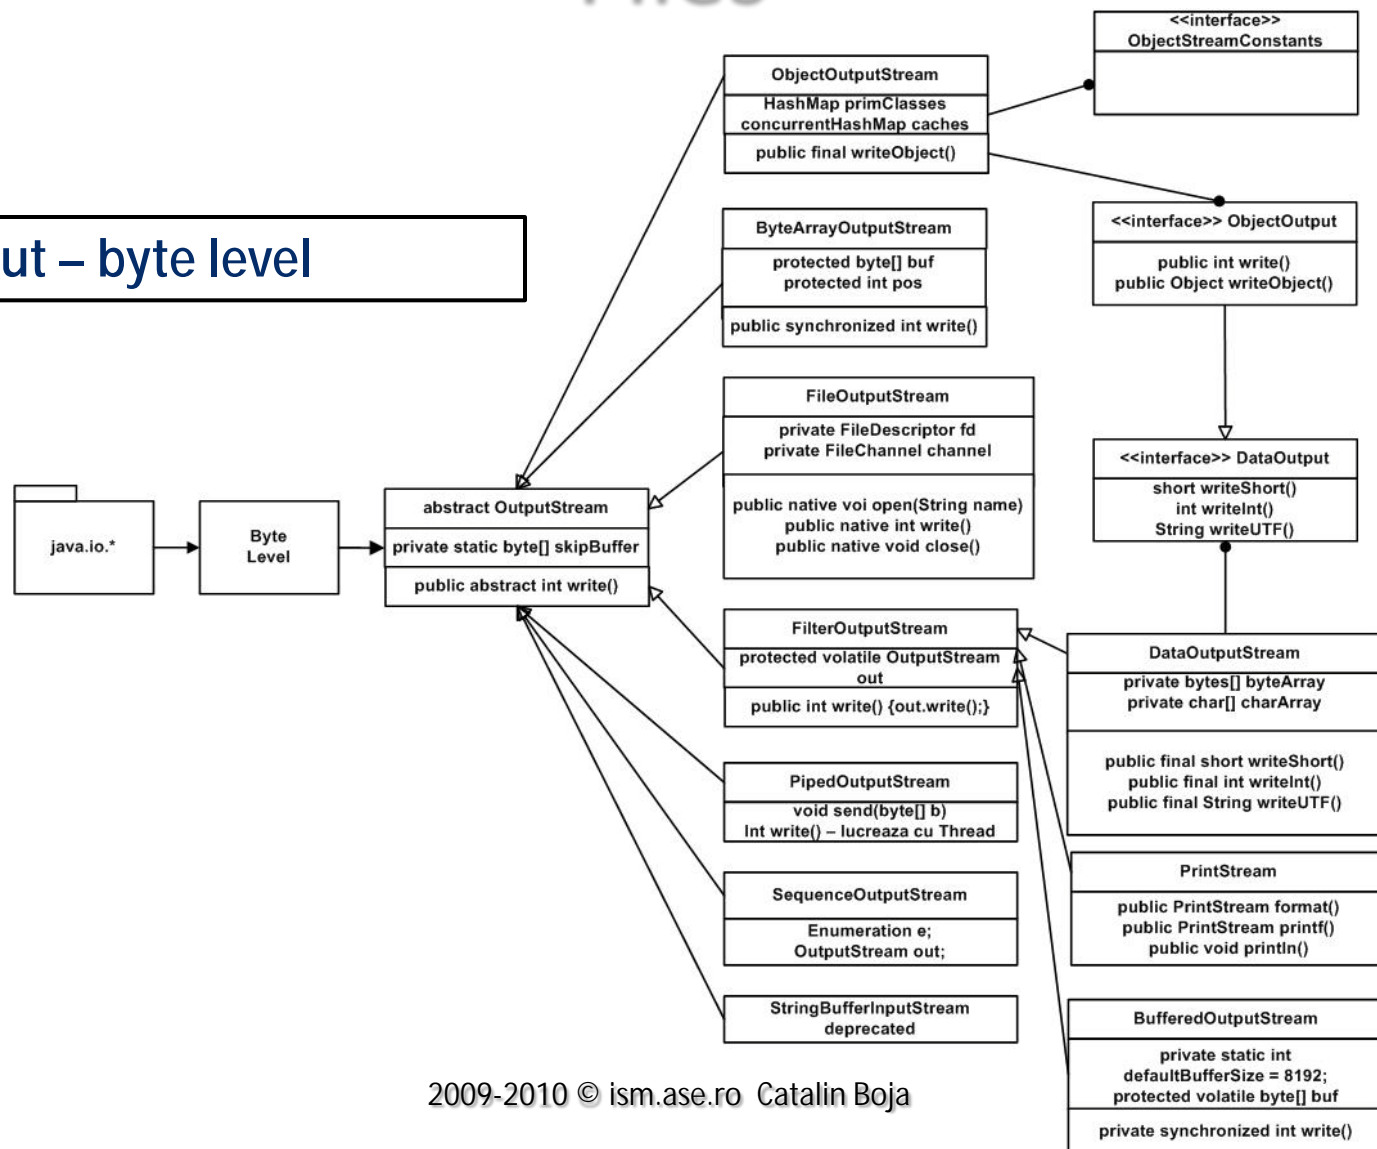 ut – byte level
java.io.*
Byte
Level
abstract OutputStream
private static byte[] skipBuffer
public abstract int write()
ObjectOutputStream
HashMap primClasses
concurrentHashMap caches
public final writeObject()
ByteArrayOutputStream
protected byte[] buf
protected int pos
public synchronized int write()
FileOutputStream
private FileDescriptor fd
private FileChannel channel
public native voi open(String name)
public native int write()
public native void close()
FilterOutputStream
protected volatile OutputStream
out
public int write() {out.write();}
PipedOutputStream
void send(byte[] b)
Int write() – lucreaza cu Thread
SequenceOutputStream
Enumeration e;
OutputStream out;
StringBufferInputStream
deprecated
<<interface>>
ObjectStreamConstants
<<interface>> ObjectOutput
public int write()
public Object writeObject()
<<interface>> DataOutput
short writeShort()
int writeInt()
String writeUTF()
DataOutputStream
private bytes[] byteArray
private char[] charArray
public final short writeShort()
public final int writeInt()
public final String writeUTF()
PrintStream
public PrintStream format()
public PrintStream printf()
public void println()
BufferedOutputStream
private static int
defaultBufferSize = 8192;
protected volatile byte[] buf
private synchronized int write()
2009-2010 © ism.ase.ro Catalin Boja